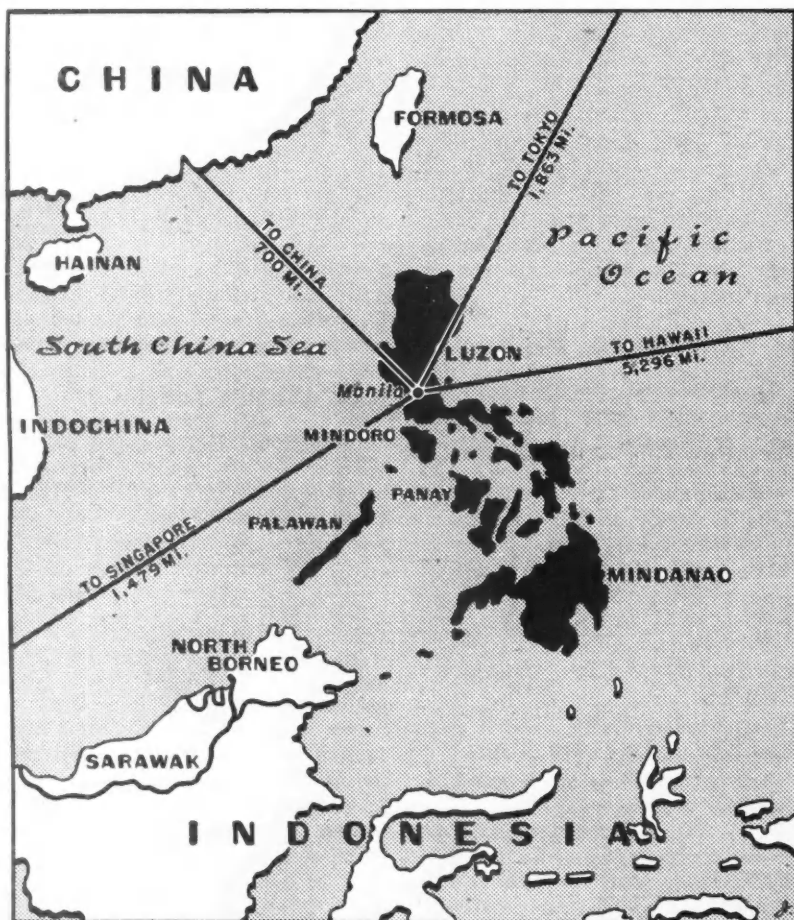 CHINA
FORMOSA
TO TOKYO
1,863 Mi.
TO CHINA
700 Mi.
Pacific
Ocean
HAINAN
South China Sea
LUZON
TO HAWAII
5,296 Mi.
Manila
INDOCHINA
MINDORO
PANAY
PALAWAN
TO SINGAPORE
1,479 Mi.
MINDANAO
NORTH
BORNEO
SARAWAK
INDONESIA